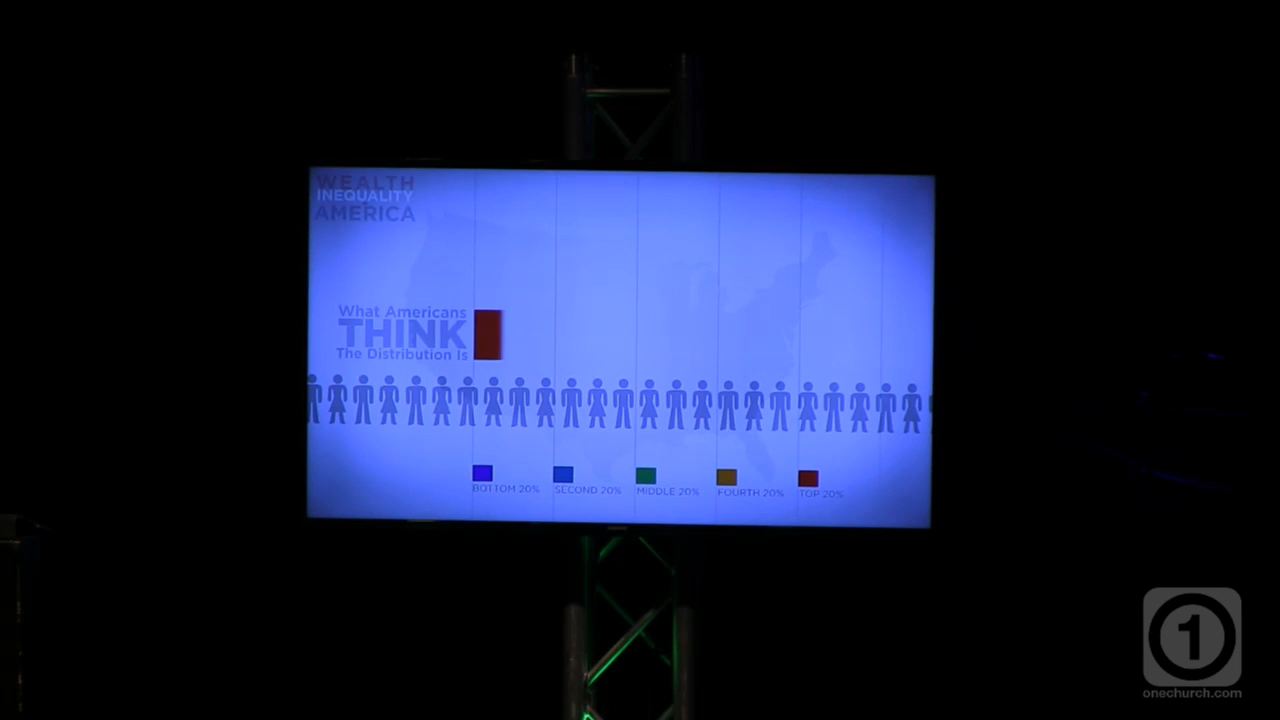 WEALTH
INEQUALITY
AMERICA
What Americans
THINK
The Distribution Is
BOTTOM 20%
SECOND 20%
MIDDLE 20%
FOURTH 20%
TOP 20%
1
onechurch.com